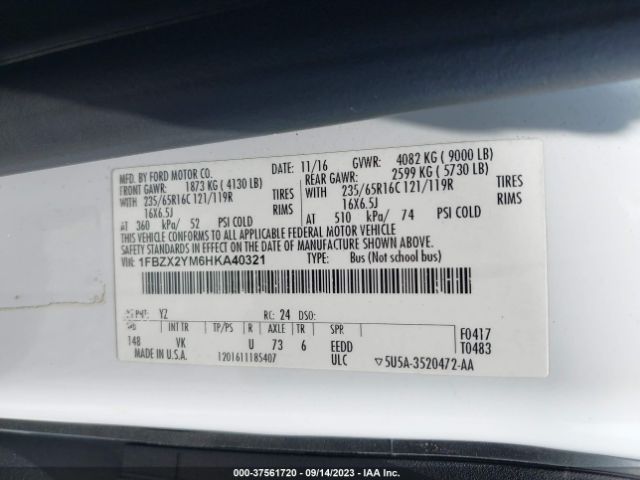 MFD. BY FORD MOTOR CO. DATE: 11/16 GVWR: 4082 KG ( 9000 LB)
FRONT GAWR: 1873 KG ( 4130 LB) REAR GAWR: 2599 KG ( 5730 LB)
WITH 235/65R16C 121/119R TIRES WITH 235/65R16C 121/119R TIRES
16X6.5J RIMS 16X6.5J RIMS
AT 360 kPa/ 52 PSI COLD AT 510 kPa/ 74 PSI COLD
THIS VEHICLE CONFORMS TO ALL APPLICABLE FEDERAL MOTOR VEHICLE
SAFETY STANDARDS IN EFFECT ON THE DATE OF MANUFACTURE SHOWN ABOVE.
VIN: 1FBZX2YM6HKA40321 TYPE: Bus (Not school bus)
YZ RC: 24 DSO:
WB INT TR TP/PS R AXLE TR SPR F0417
148 VK U 73 6 EEDD T0483
MADE IN U.S.A. 1201611185407 ULC ▽5U5A-3520472-AA
000-37561720 - 09/14/2023 - IAA, Inc.